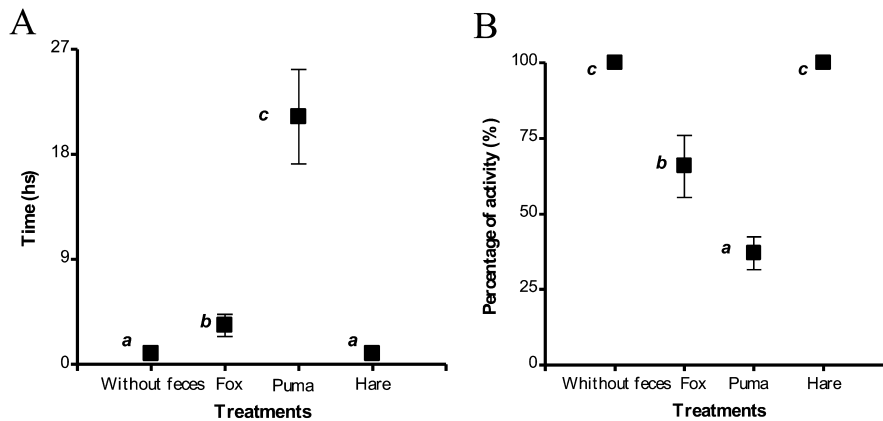 A
27
18
9
0
Time (hs)
a
b
c
a
Without feces Fox Puma Hare
Treatments
B
100
75
50
25
0
Percentage of activity (%)
c
b
a
c
Whithout feces Fox Puma Hare
Treatments